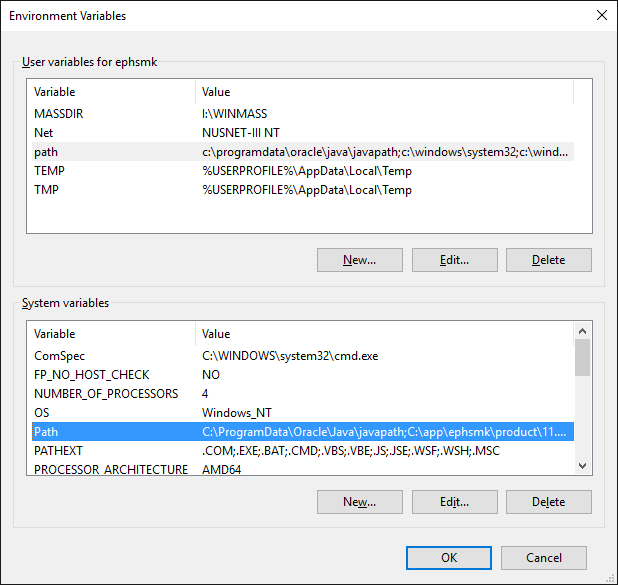 Environment Variables
User variables for ephsmk
Variable Value
MASSDIR I:\WINMASS
Net NUSNET-III NT
path c:\programdata\oracle\java\javapath;c:\windows\system32;c:\wind...
TEMP %USERPROFILE%\AppData\Local\Temp
TMP %USERPROFILE%\AppData\Local\Temp
New... Edit... Delete
System variables
Variable Value
ComSpec C:\WINDOWS\system32\cmd.exe
FP_NO_HOST_CHECK NO
NUMBER_OF_PROCESSORS 4
OS Windows_NT
Path C:\ProgramData\Oracle\Java\javapath;C:\app\ephsmk\product\11....
PATHEXT .COM;.EXE;.BAT;.CMD;.VBS;.VBE;.JS;.JSE;.WSF;.WSH;.MSC
PROCESSOR_ARCHITECTURE AMD64
New... Edit... Delete
OK Cancel